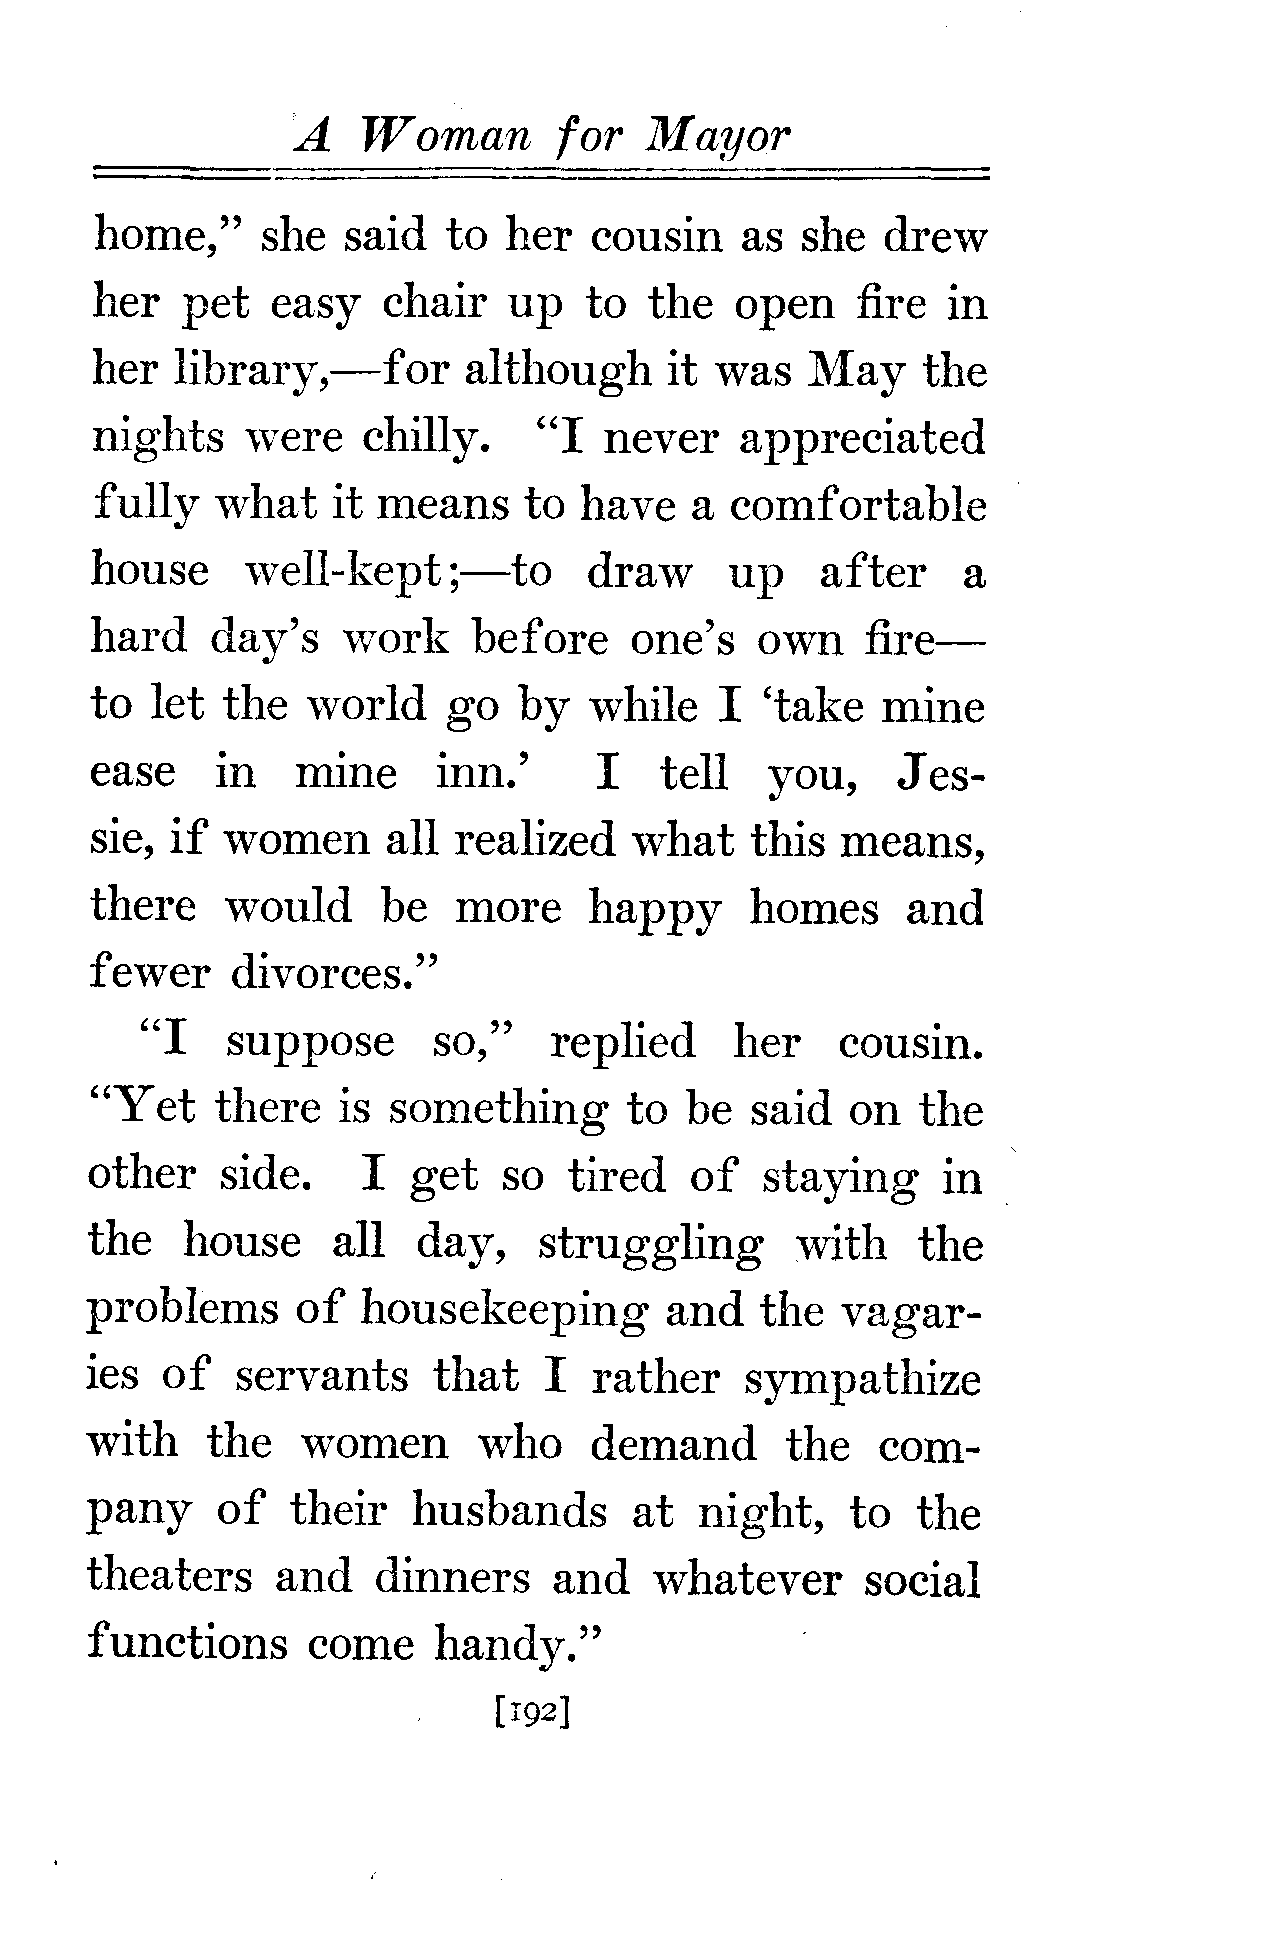 A Woman for Mayor
home,” she said to her cousin as she drew
her pet easy chair up to the open fire in
her library,—for although it was May the
nights were chilly. “I never appreciated
fully what it means to have a comfortable
house well-kept;—to draw up after a
hard day’s work before one’s own fire—
to let the world go by while I ‘take mine
ease in mine inn.’ I tell you, Jes-
sie, if women all realized what this means,
there would be more happy homes and
fewer divorces.”
“I suppose so,” replied her cousin.
“Yet there is something to be said on the
other side. I get so tired of staying in
the house all day, struggling with the
problems of housekeeping and the vagar-
ies of servants that I rather sympathize
with the women who demand the com-
pany of their husbands at night, to the
theaters and dinners and whatever social
functions come handy.”
[192]